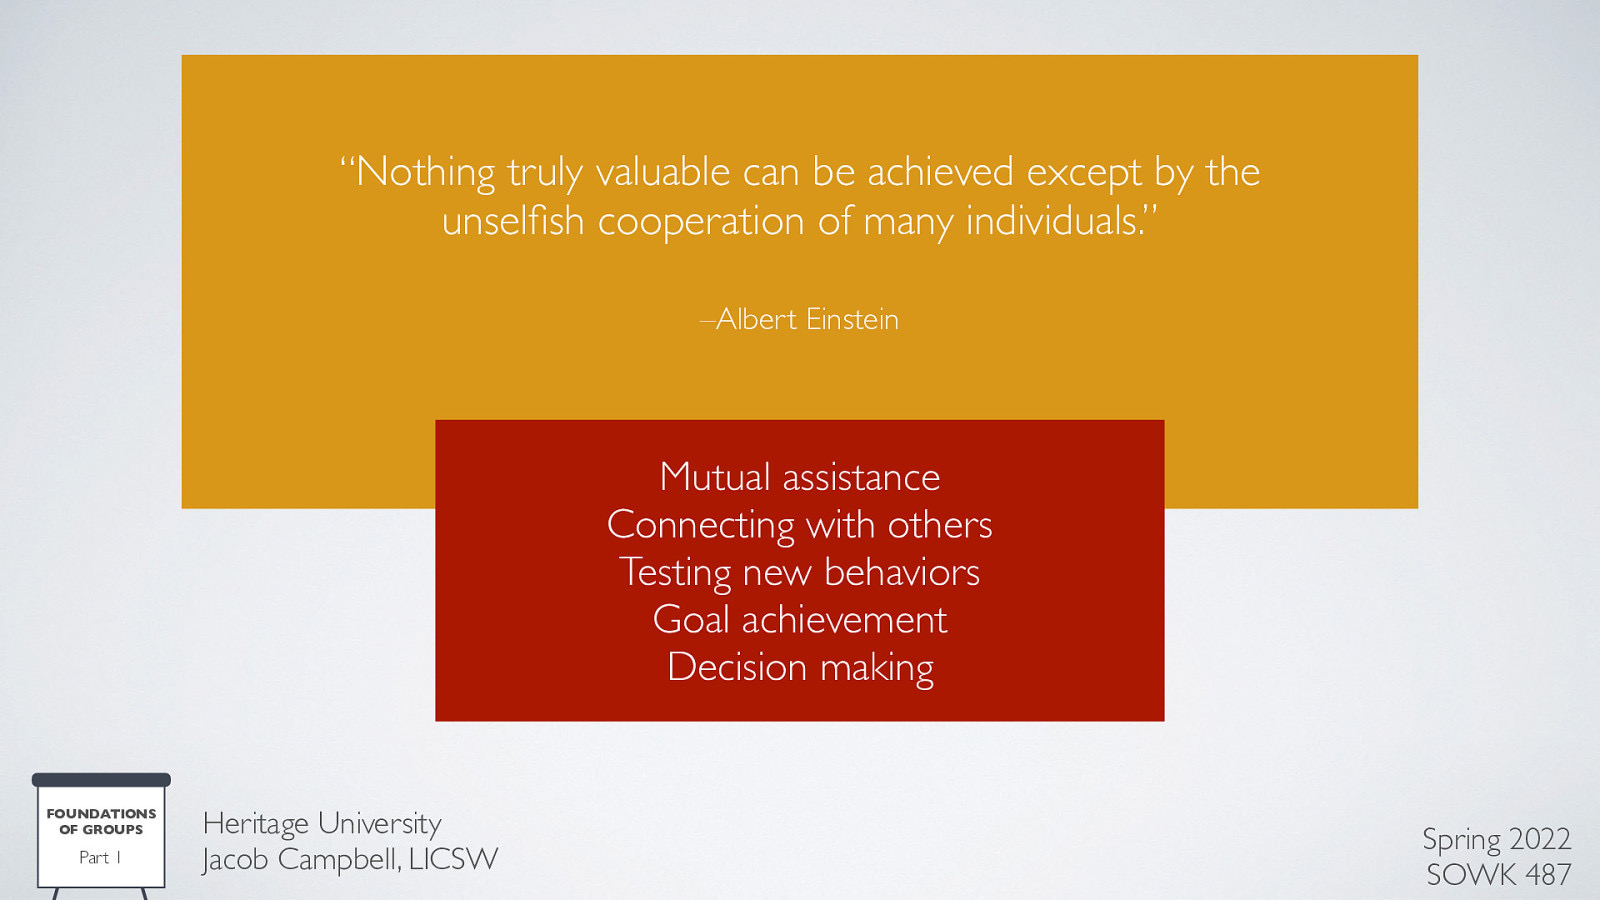 “Nothing truly valuable can be achieved except by the
unselfish cooperation of many individuals.”
–Albert Einstein
Mutual assistance
Connecting with others
Testing new behaviors
Goal achievement
Decision making
FOUNDATIONS
OF GROUPS
Part 1
Heritage University
Jacob Campbell, LICSW
Spring 2022
SOWK 487